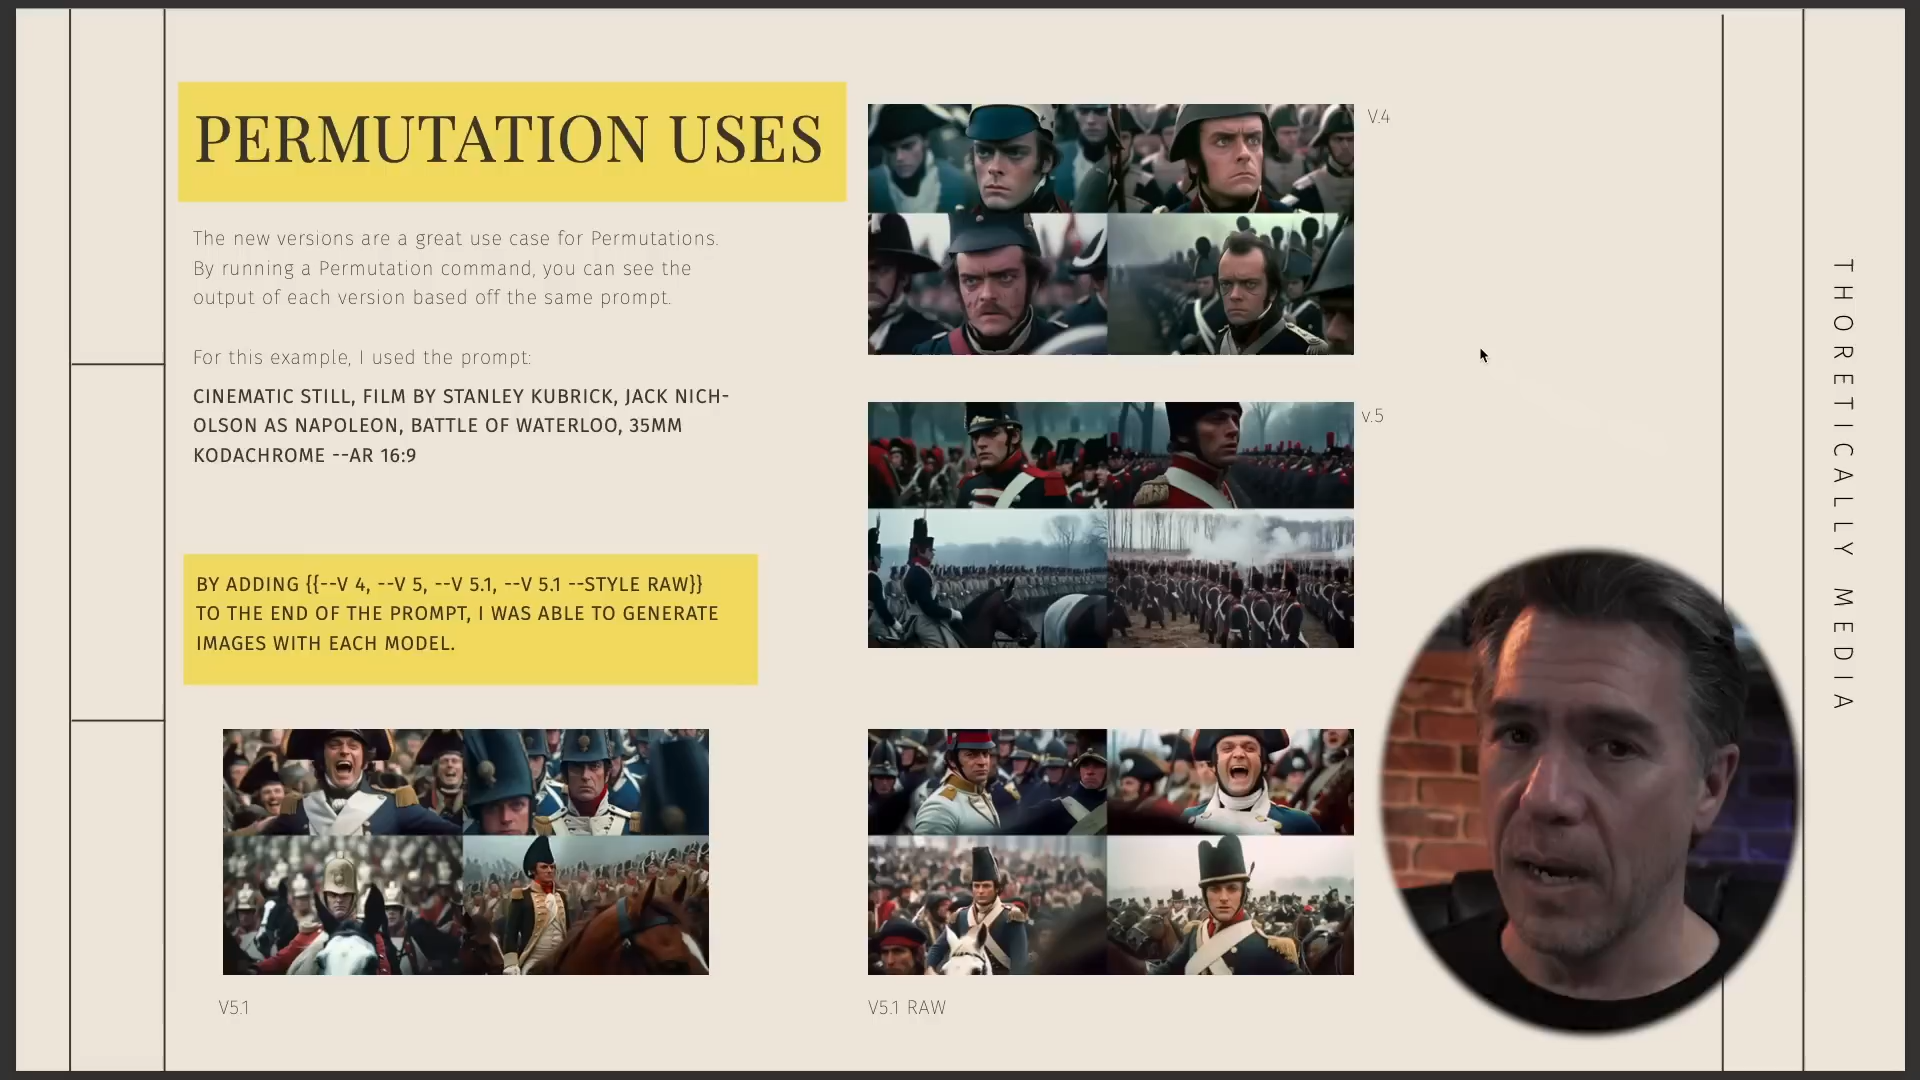 PERMUTATION USES
The new versions are a great use case for Permutations.
By running a Permutation command, you can see the
output of each version based off the same prompt.
For this example, I used the prompt:
CINEMATIC STILL, FILM BY STANLEY KUBRICK, JACK NICH-
OLSON AS NAPOLEON, BATTLE OF WATERLOO, 35MM
KODACHROME --AR 16:9
BY ADDING {{--V 4, --V 5, --V 5.1, --V 5.1 --STYLE RAW}}
TO THE END OF THE PROMPT, I WAS ABLE TO GENERATE
IMAGES WITH EACH MODEL.
V5.1
V.4
v.5
V5.1 RAW
THORETICALLY MEDIA